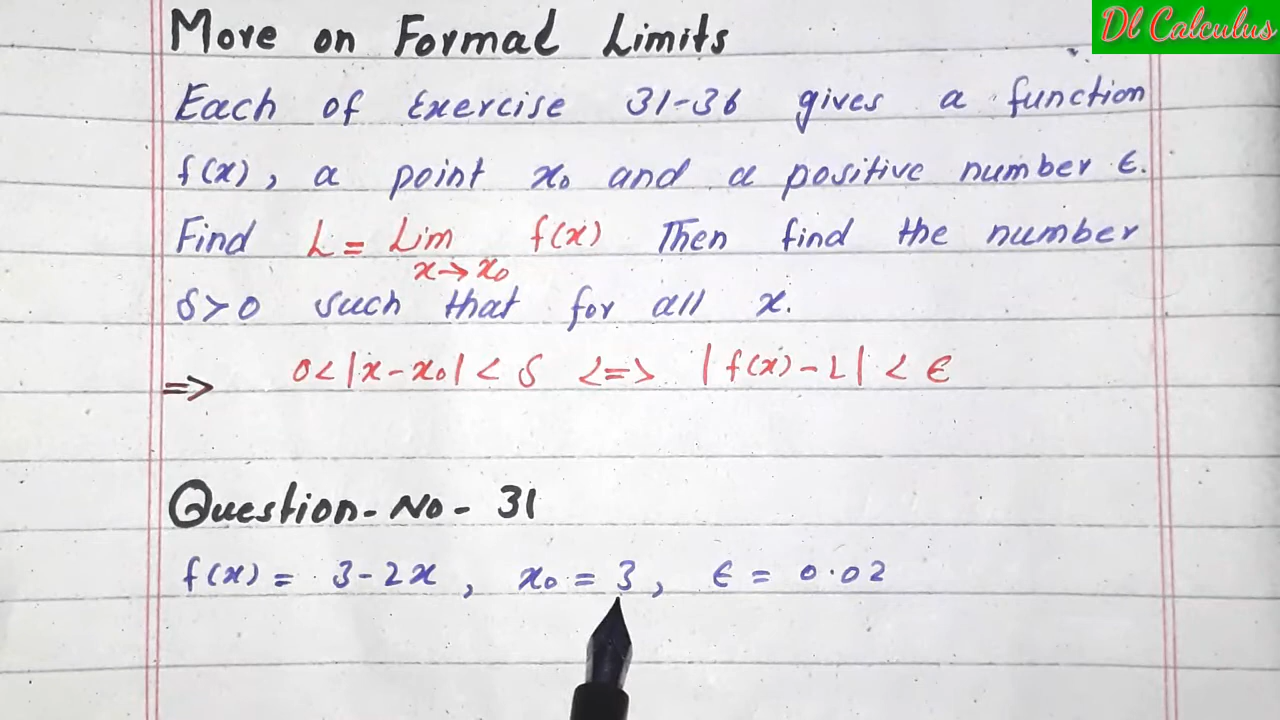 Dl Calculus
More on Formal Limits
Each of Exercise 31-36 gives a function
f(x), a point x₀ and a positive number ε.
Find L = Lim f(x) Then find the number
x→x₀
δ>0 such that for all x.
=> 0<|x-x₀|<δ <=> |f(x)-L|<ε
Question-No-31
f(x) = 3-2x, x₀ = 3, ε = 0.02